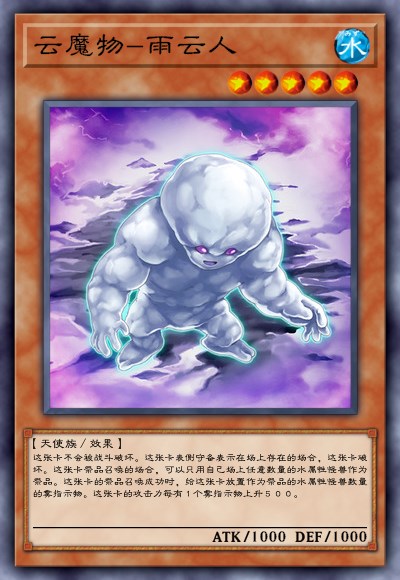 云魔物-雨云人
水
【天使族／效果】
这张卡不会被战斗破坏。这张卡表侧守备表示在场上存在的场合，这张卡破
坏。这张卡祭品召唤的场合，可以只用自己场上任意数量的水属性怪兽作为
祭品。这张卡的祭品召唤成功时，给这张卡放置作为祭品的水属性怪兽数量
的雾指示物。这张卡的攻击力每有１个雾指示物上升５００。
ATK/1000 DEF/1000